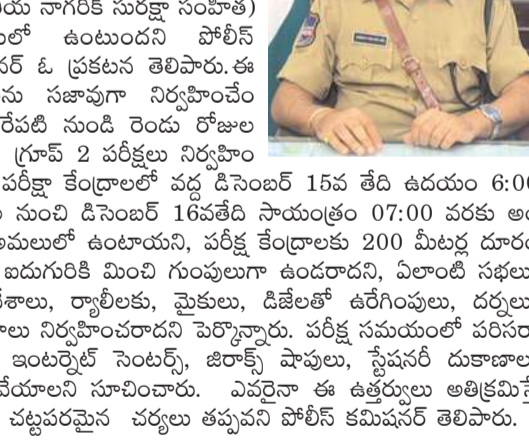 నాగరిక సురక్షా సంహిత)
ఉంటుందని పోలీస్
ఓ ప్రకటన తెలిపారు.ఈ
సజావుగా నిర్వహించేం
రేపటి నుండి రెండు రోజుల
గ్రూప్ 2 పరీక్షలు నిర్వహిం
పరీక్షా కేంద్రాలలో వద్ద డిసెంబర్ 15వ తేది ఉదయం 6:00
నుంచి డిసెంబర్ 16వతేది సాయంత్రం 07:00 వరకు
అమలులో ఉంటాయని, పరీక్ష కేంద్రాలకు 200 మీటర్ల దూరం
ఐదుగురికి మించి గుంపులుగా ఉండరాదని, ఏలాంటి సభలు
ర్యాలీలకు, మైకులు, డిజేలతో ఉరేగింపులు, దర్నలు
నిర్వహించరాదని పెర్కొన్నారు. పరీక్ష సమయంలో పరిసర
ఇంటర్నెట్ సెంటర్స్, జిరాక్స్ షాపులు, స్టేషనరీ దుకాణాల
వేయాలని సూచించారు. ఎవరైనా ఈ ఉత్తర్వులు అతిక్రమిస్తే
చట్టపరమైన చర్యలు తప్పవని పోలీస్ కమిషనర్ తెలిపారు.